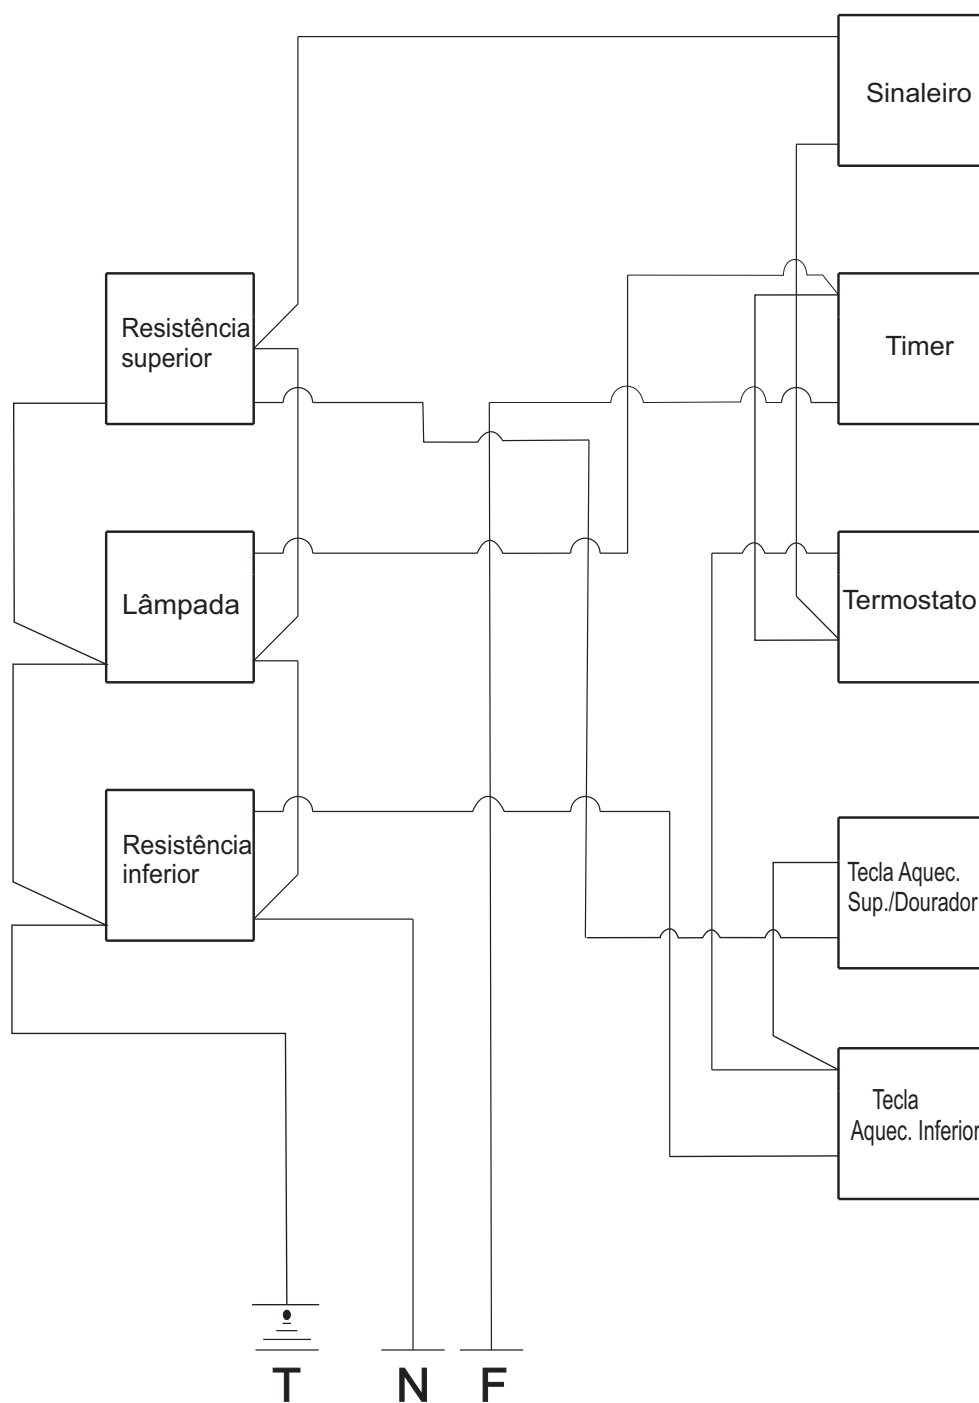 Sinaleiro
Resistência
superior
Timer
Lâmpada
Termostato
Resistência
inferior
Tecla Aquec.
Sup./Dourador
Tecla
Aquec. Inferior
T N F